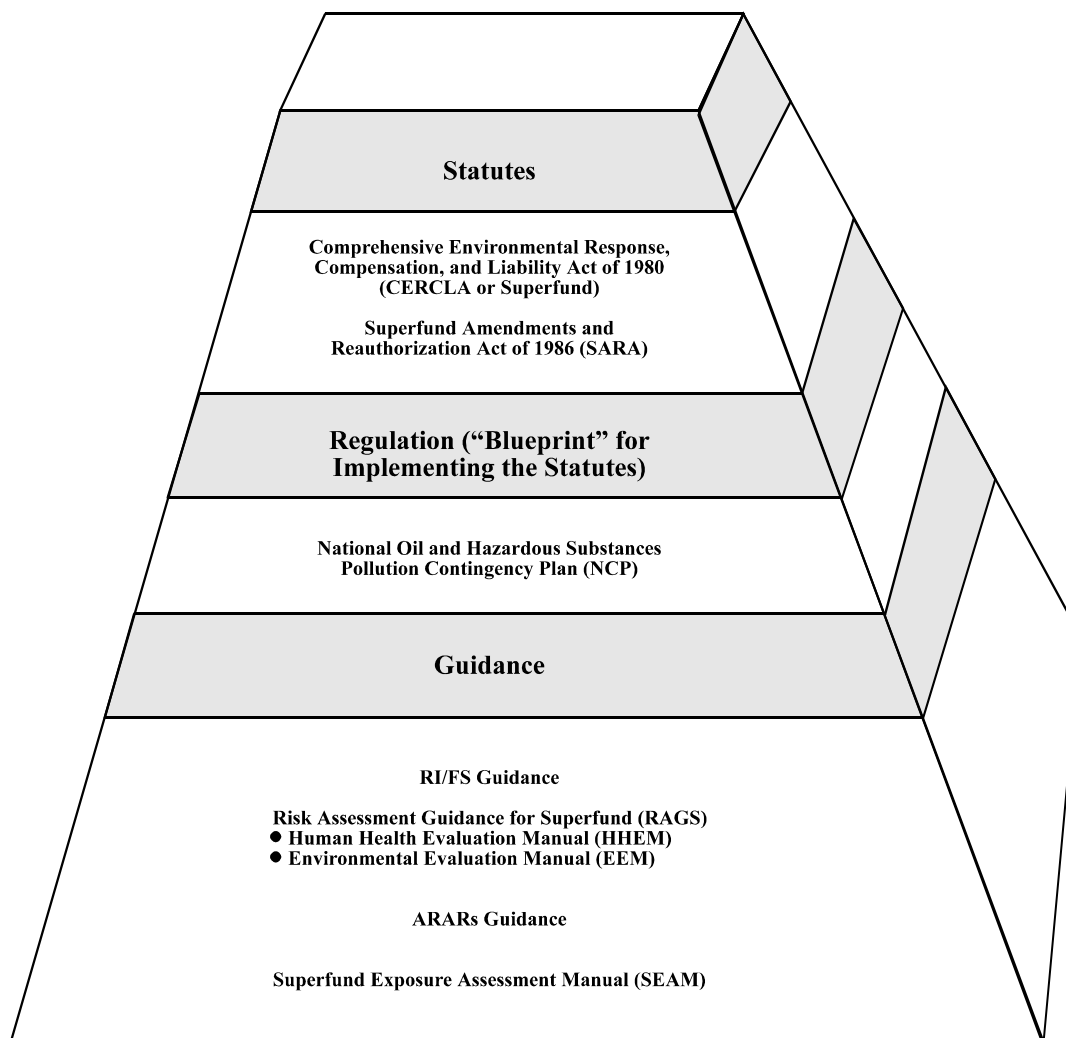 Statutes
Comprehensive Environmental Response,
Compensation, and Liability Act of 1980
(CERCLA or Superfund)
Superfund Amendments and
Reauthorization Act of 1986 (SARA)
Regulation (“Blueprint” for
Implementing the Statutes)
National Oil and Hazardous Substances
Pollution Contingency Plan (NCP)
Guidance
RI/FS Guidance
Risk Assessment Guidance for Superfund (RAGS)
● Human Health Evaluation Manual (HHEM)
● Environmental Evaluation Manual (EEM)
ARARs Guidance
Superfund Exposure Assessment Manual (SEAM)